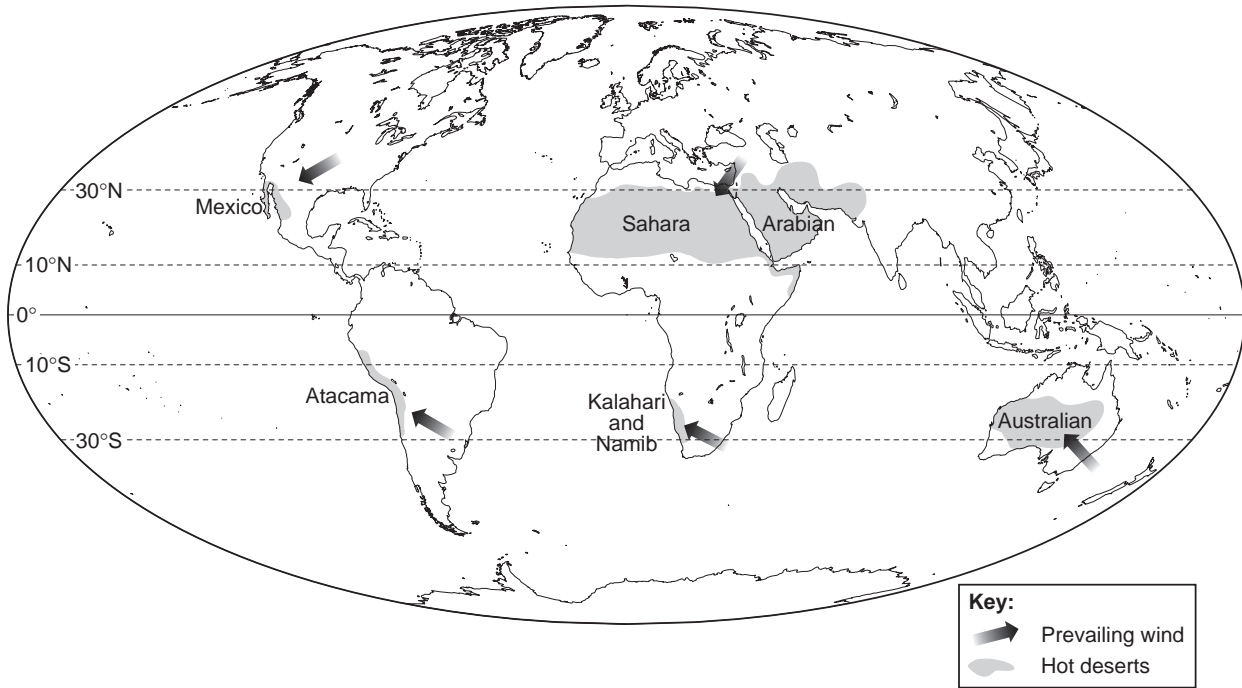 30°N
Mexico
Sahara
Arabian
10°N
0°
10°S
Atacama
Kalahari
and
Namib
Australian
30°S
Key:
Prevailing wind
Hot deserts